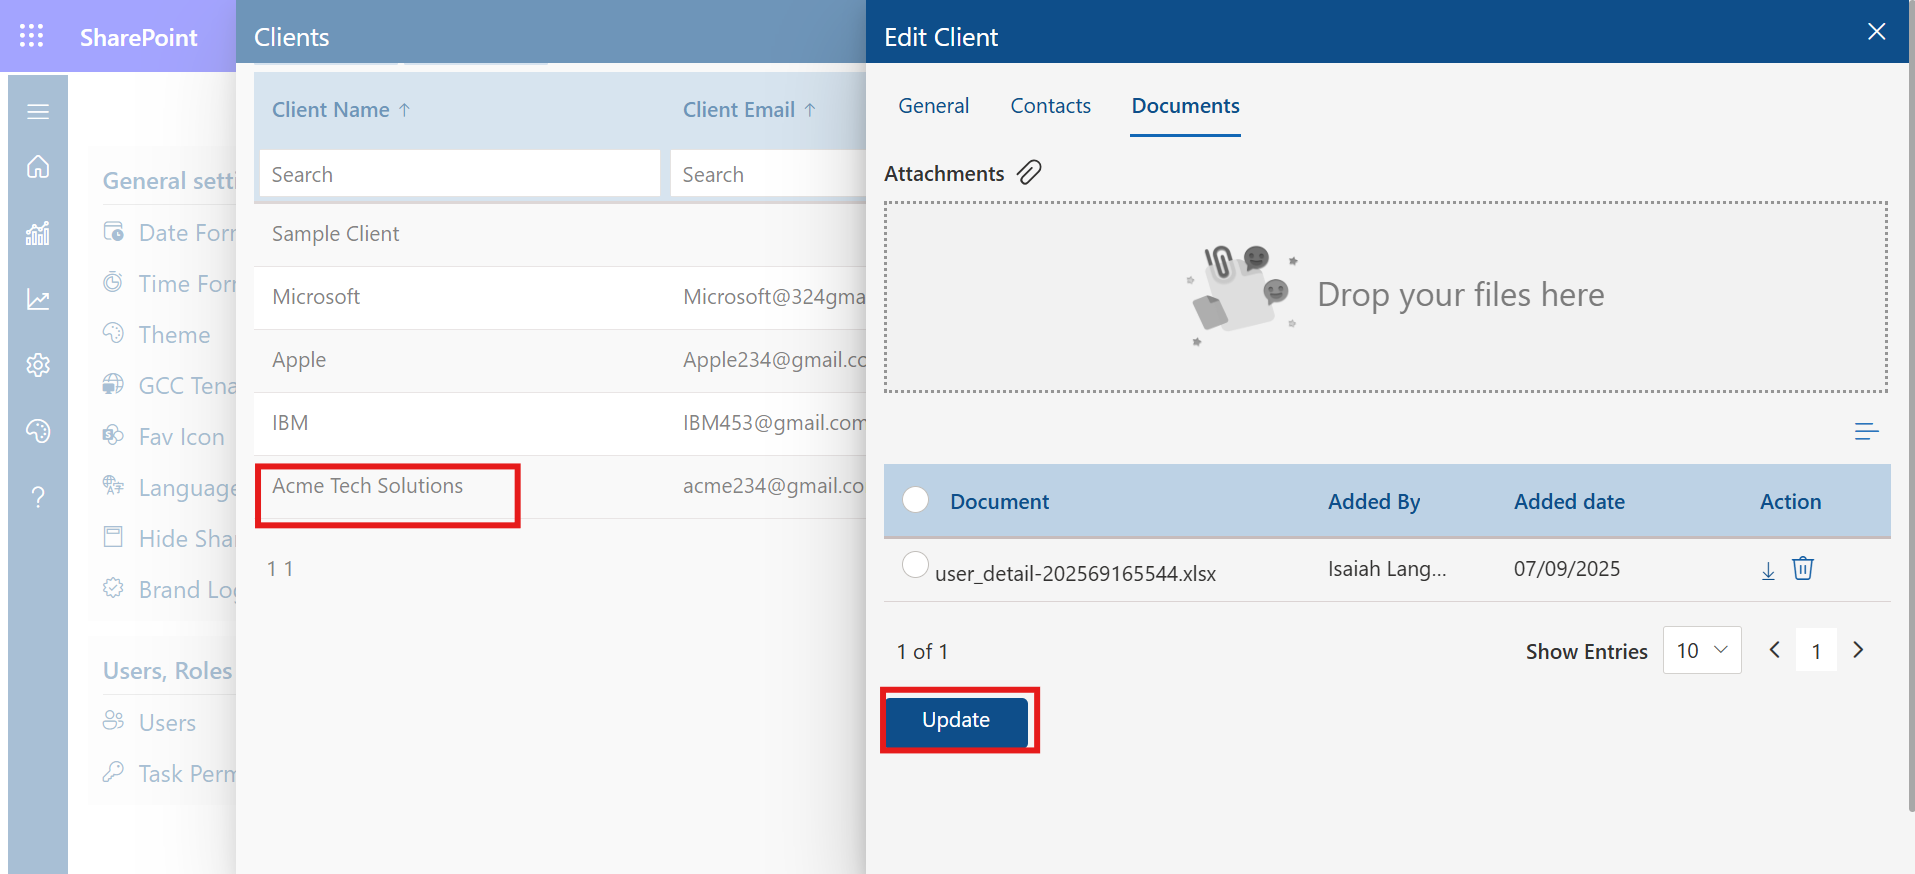 SharePoint
General setti
Date For
Time For
Theme
GCC Tena
Fav Icon
Language
Hide Sha
Brand Lo
Users, Roles
Users
Task Perm
Clients
Client Name ↑ Client Email ↑
Search Search
Sample Client
Microsoft Microsoft@324gma
Apple Apple234@gmail.co
IBM IBM453@gmail.com
Acme Tech Solutions acme234@gmail.co
1 1
Edit Client
General Contacts Documents
Attachments
Drop your files here
Document Added By Added date Action
user_detail-202569165544.xlsx Isaiah Lang... 07/09/2025
1 of 1 Show Entries 10 1
Update